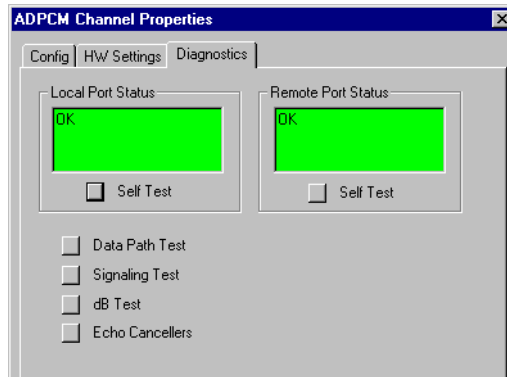 ADPCM Channel Properties
Config HW Settings Diagnostics
Local Port Status
OK
Self Test
Remote Port Status
OK
Self Test
Data Path Test
Signaling Test
dB Test
Echo Cancellers